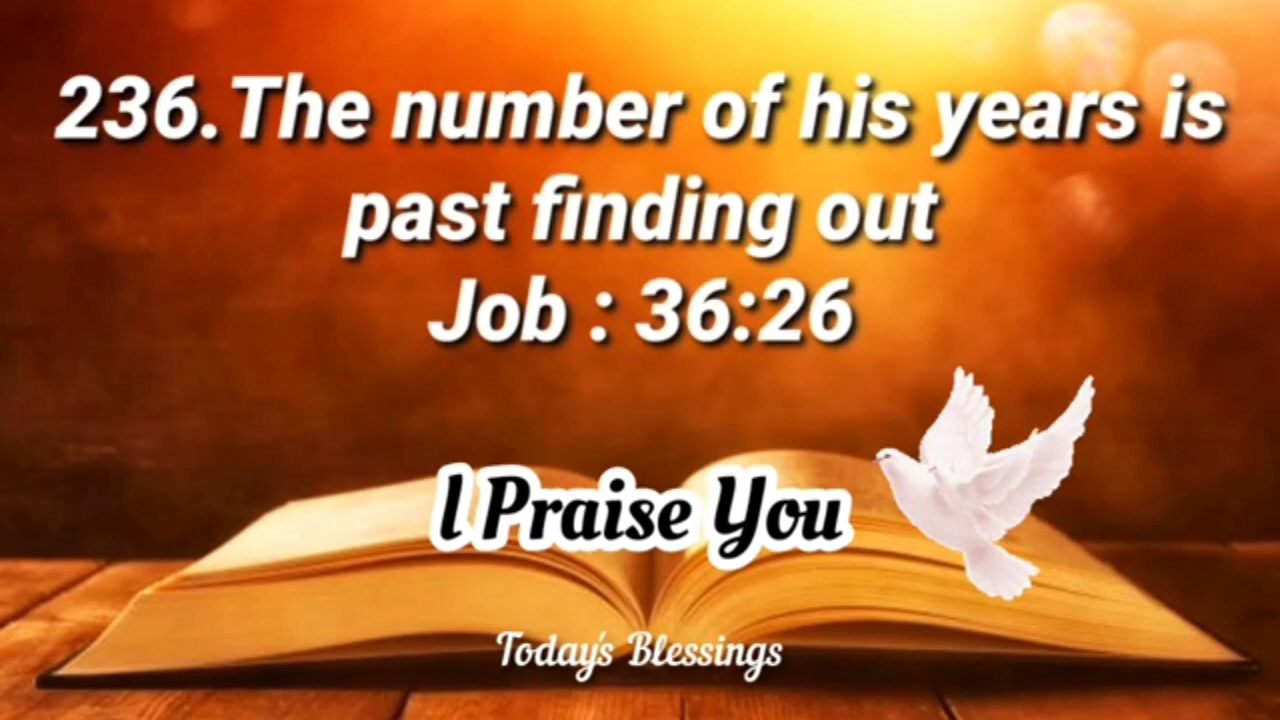 236.The number of his years is
past finding out
Job : 36:26
I Praise You
Today's Blessings